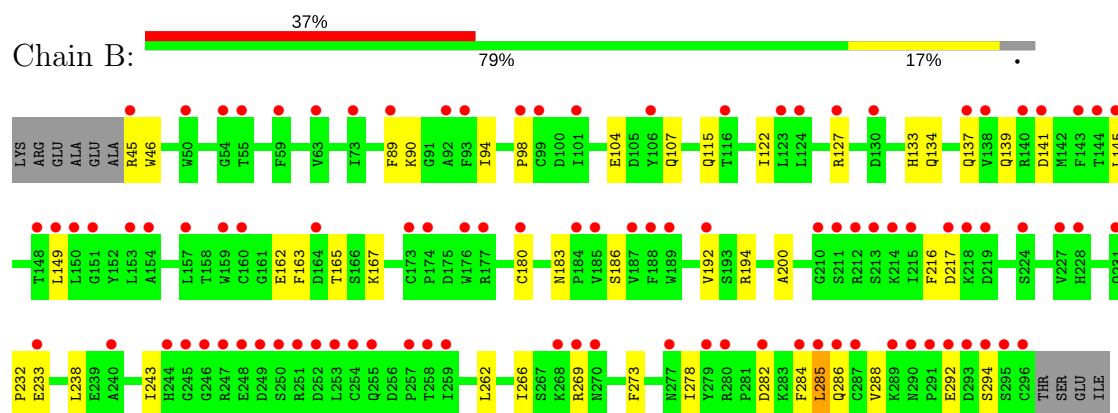 37%
Chain B:
79% 17% •
LYS ARG GLU ALA GLU ALA R45 W46 W50 G54 T55 F59 V63 I73 F89 K90 G91 A92 F93 I94 P98 C99 D100 I101 E104 D105 Y106 Q107 Q115 T116 I122 L123 L124 R127 D130 H133 Q134 Q137 V138 Q139 R140 D141 M142 F143 T144 L145
T148 L149 L150 G151 Y152 L153 A154 L157 T158 W159 C160 G161 E162 F163 D164 T165 S166 K167 C173 P174 D175 W176 R177 C180 N183 P184 V185 S186 V187 F188 W189 V192 S193 R194 A200 G210 S211 R212 S213 K214 I215 F216 D217 K218 D219 S224 V227 H228
P232 E233 L238 E239 A240 I243 H244 G245 G246 R247 E248 D249 S250 R251 D252 L253 C254 Q255 D256 P257 T258 I259 L262 I266 S267 K268 R269 N270 F273 N277 I278 Y279 R280 P281 D282 K283 F284 L285 Q286 C287 V288 K289 N290 P291 E292 D293 S294 S295 C296 THR SER GLU ILE